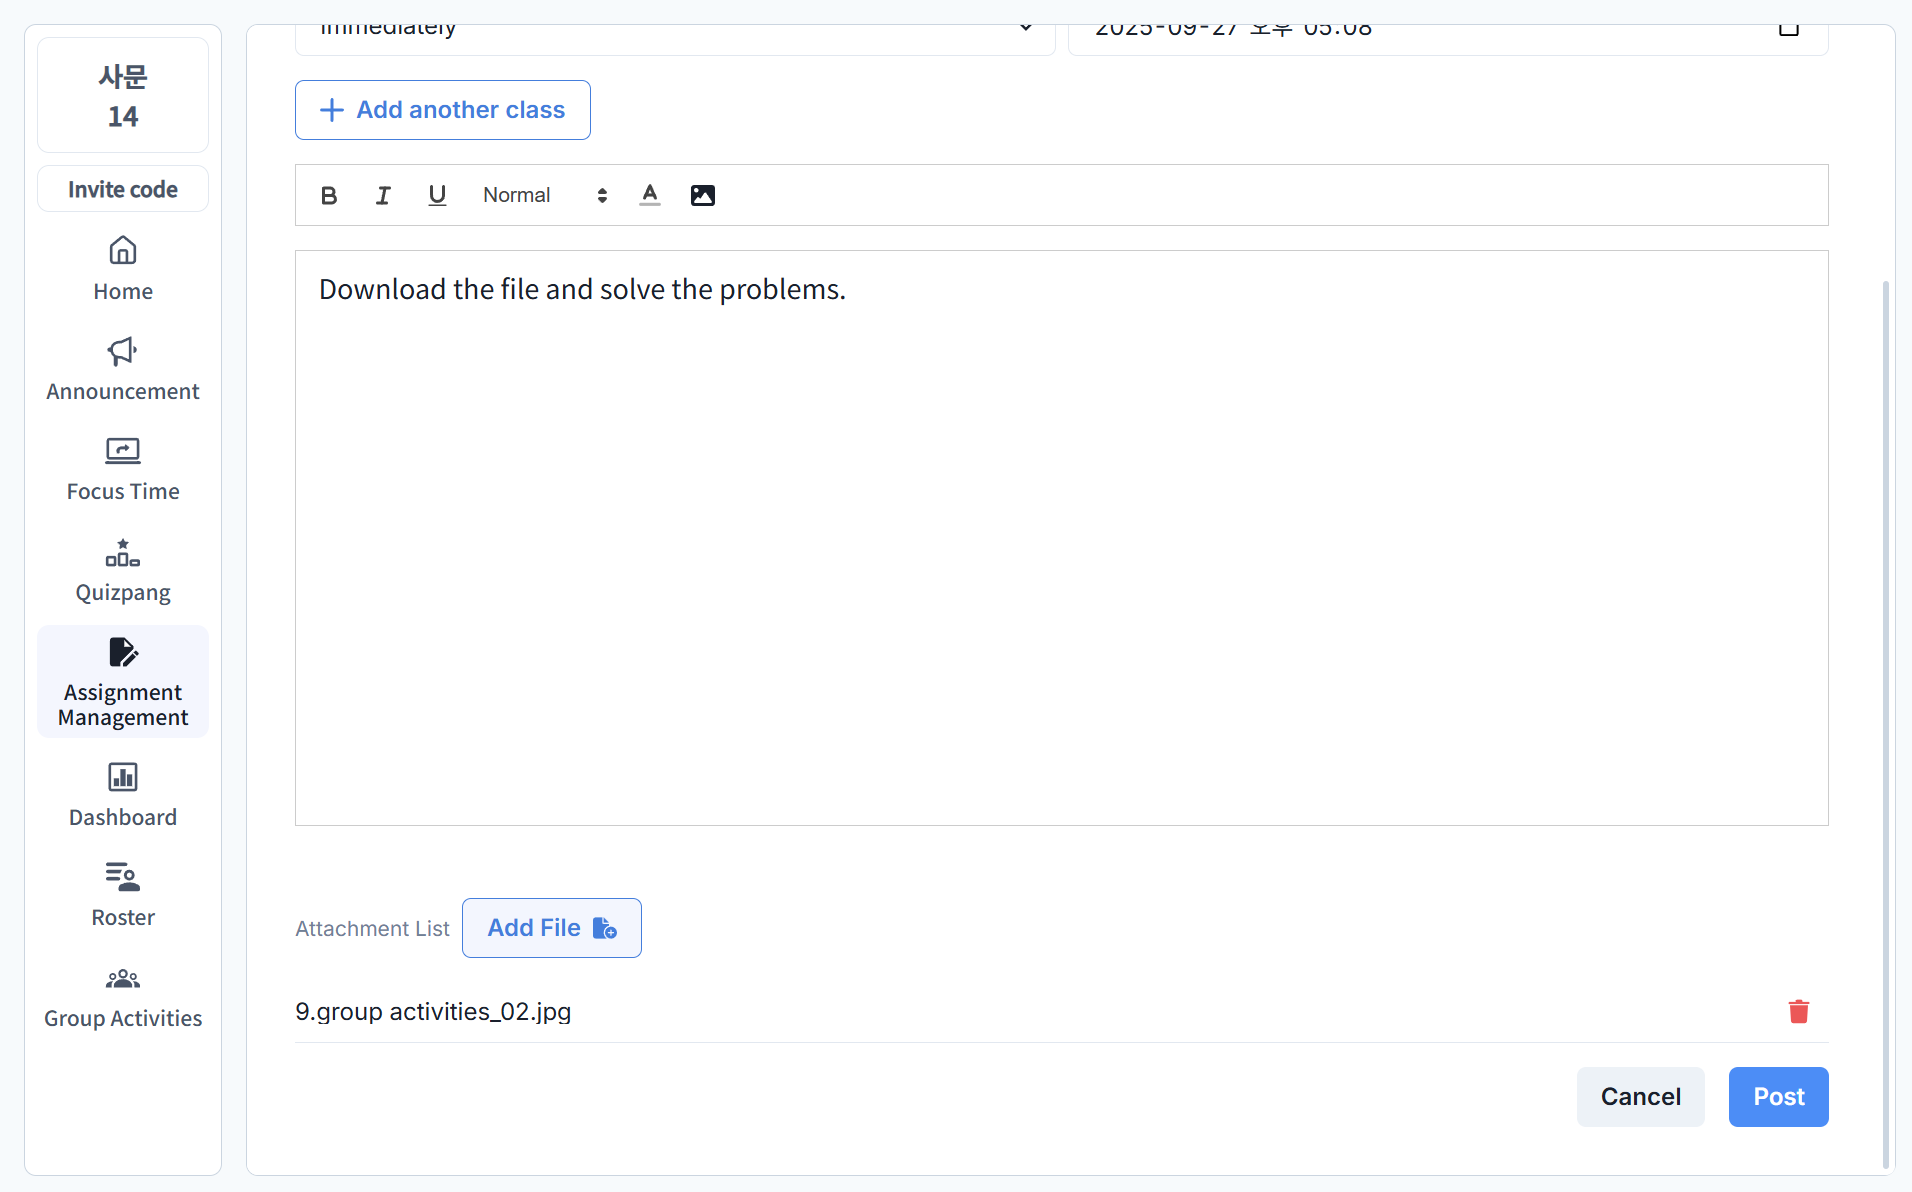 사문
14
Invite code
Home
Announcement
Focus Time
Quizpang
Assignment
Management
Dashboard
Roster
Group Activities
Immediately
2025-09-27 오후 05:08
Add another class
B I U Normal A
Download the file and solve the problems.
Attachment List Add File
9.group activities_02.jpg
Cancel Post